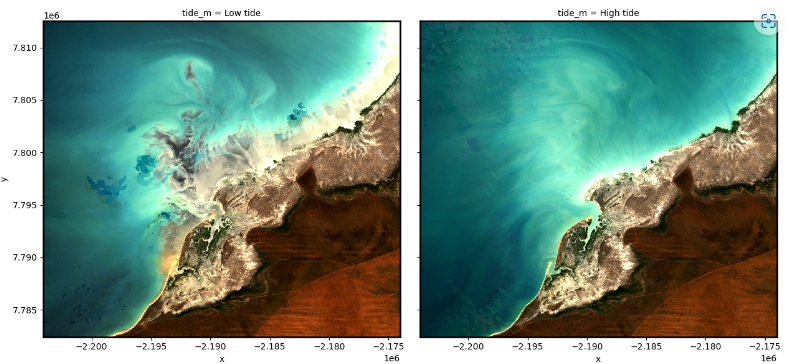 tide_m = Low tide
1e6
7.810
7.805
7.800
7.795
7.790
7.785
y
−2.200 −2.195 −2.190 −2.185 −2.180 −2.175
1e6
x
tide_m = High tide
−2.200 −2.195 −2.190 −2.185 −2.180 −2.175
1e6
x